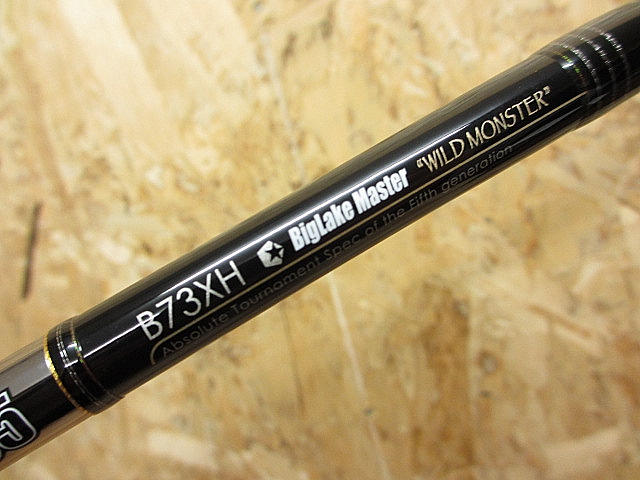 B73XH BigLake Master "WILD MONSTER"
Absolute Tournament Spec of the Fifth generation